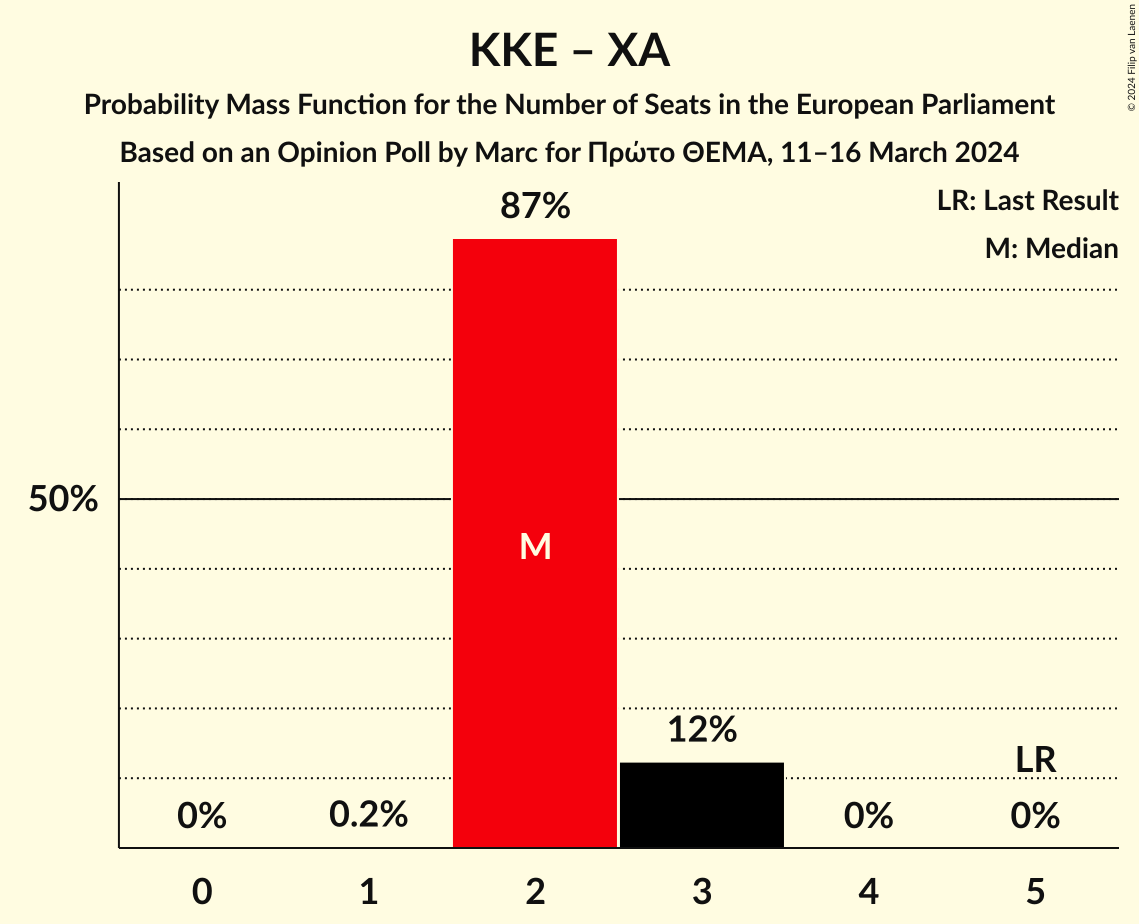 KKE – ΧΑ
Probability Mass Function for the Number of Seats in the European Parliament
Based on an Opinion Poll by Marc for Πρώτο ΘΕΜΑ, 11–16 March 2024
© 2024 Filip van Laenen
LR: Last Result
M: Median
87%
50%
M
12%
LR
0%
0.2%
0%
0%
0
1
2
3
4
5